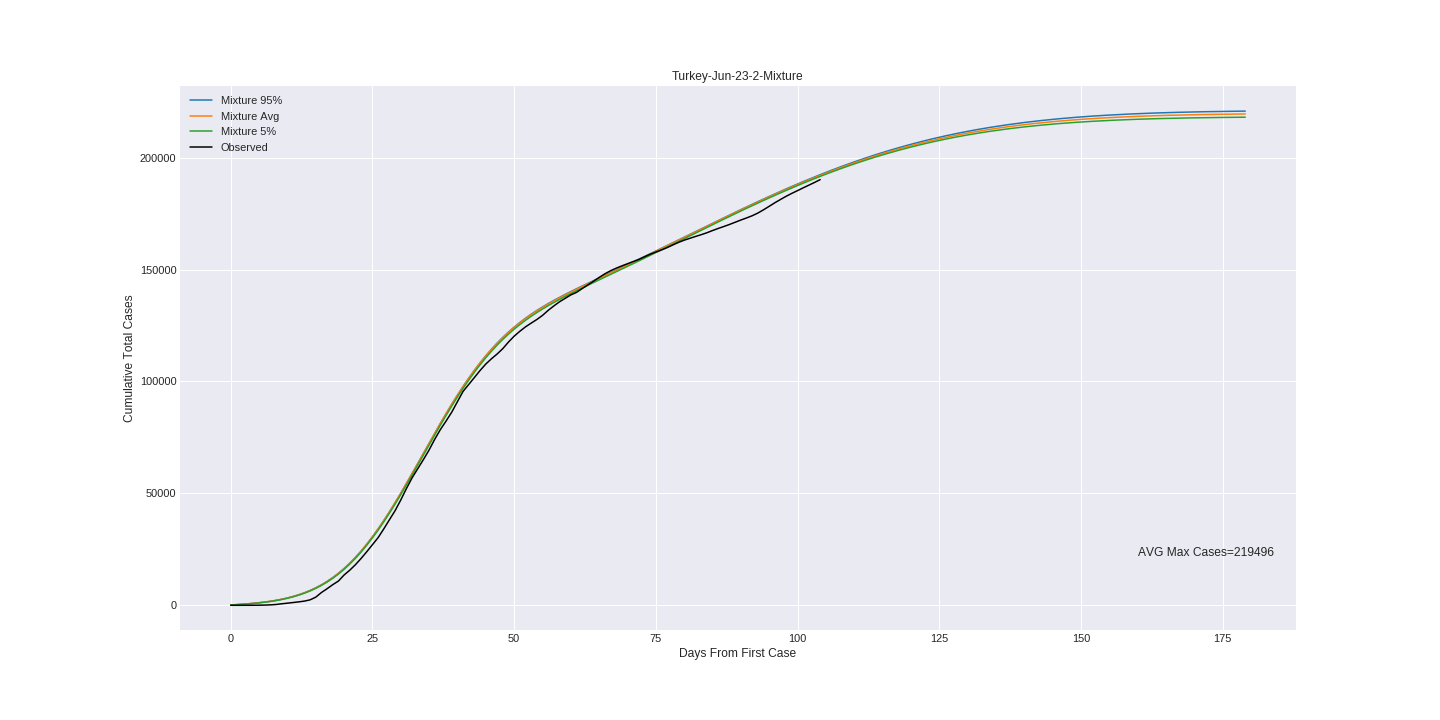 Turkey-Jun-23-2-Mixture
Mixture 95%
Mixture Avg
Mixture 5%
Observed
200000
150000
100000
50000
0
Cumulative Total Cases
AVG Max Cases=219496
0 25 50 75 100 125 150 175
Days From First Case